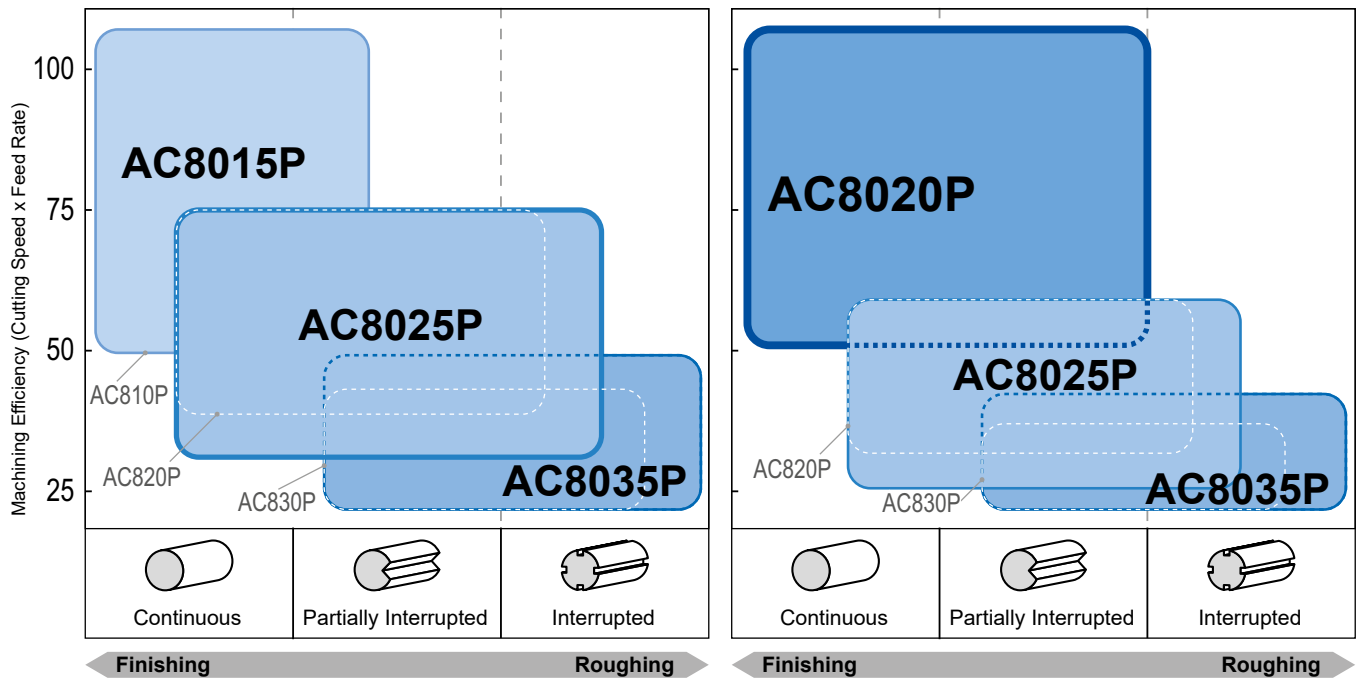 Machining Efficiency (Cutting Speed x Feed Rate)
100
75
50
25
AC8015P
AC8025P
AC8035P
AC810P
AC820P
AC830P
Continuous
Partially Interrupted
Interrupted
Finishing
Roughing
AC8020P
AC8025P
AC8035P
AC820P
AC830P
Continuous
Partially Interrupted
Interrupted
Finishing
Roughing